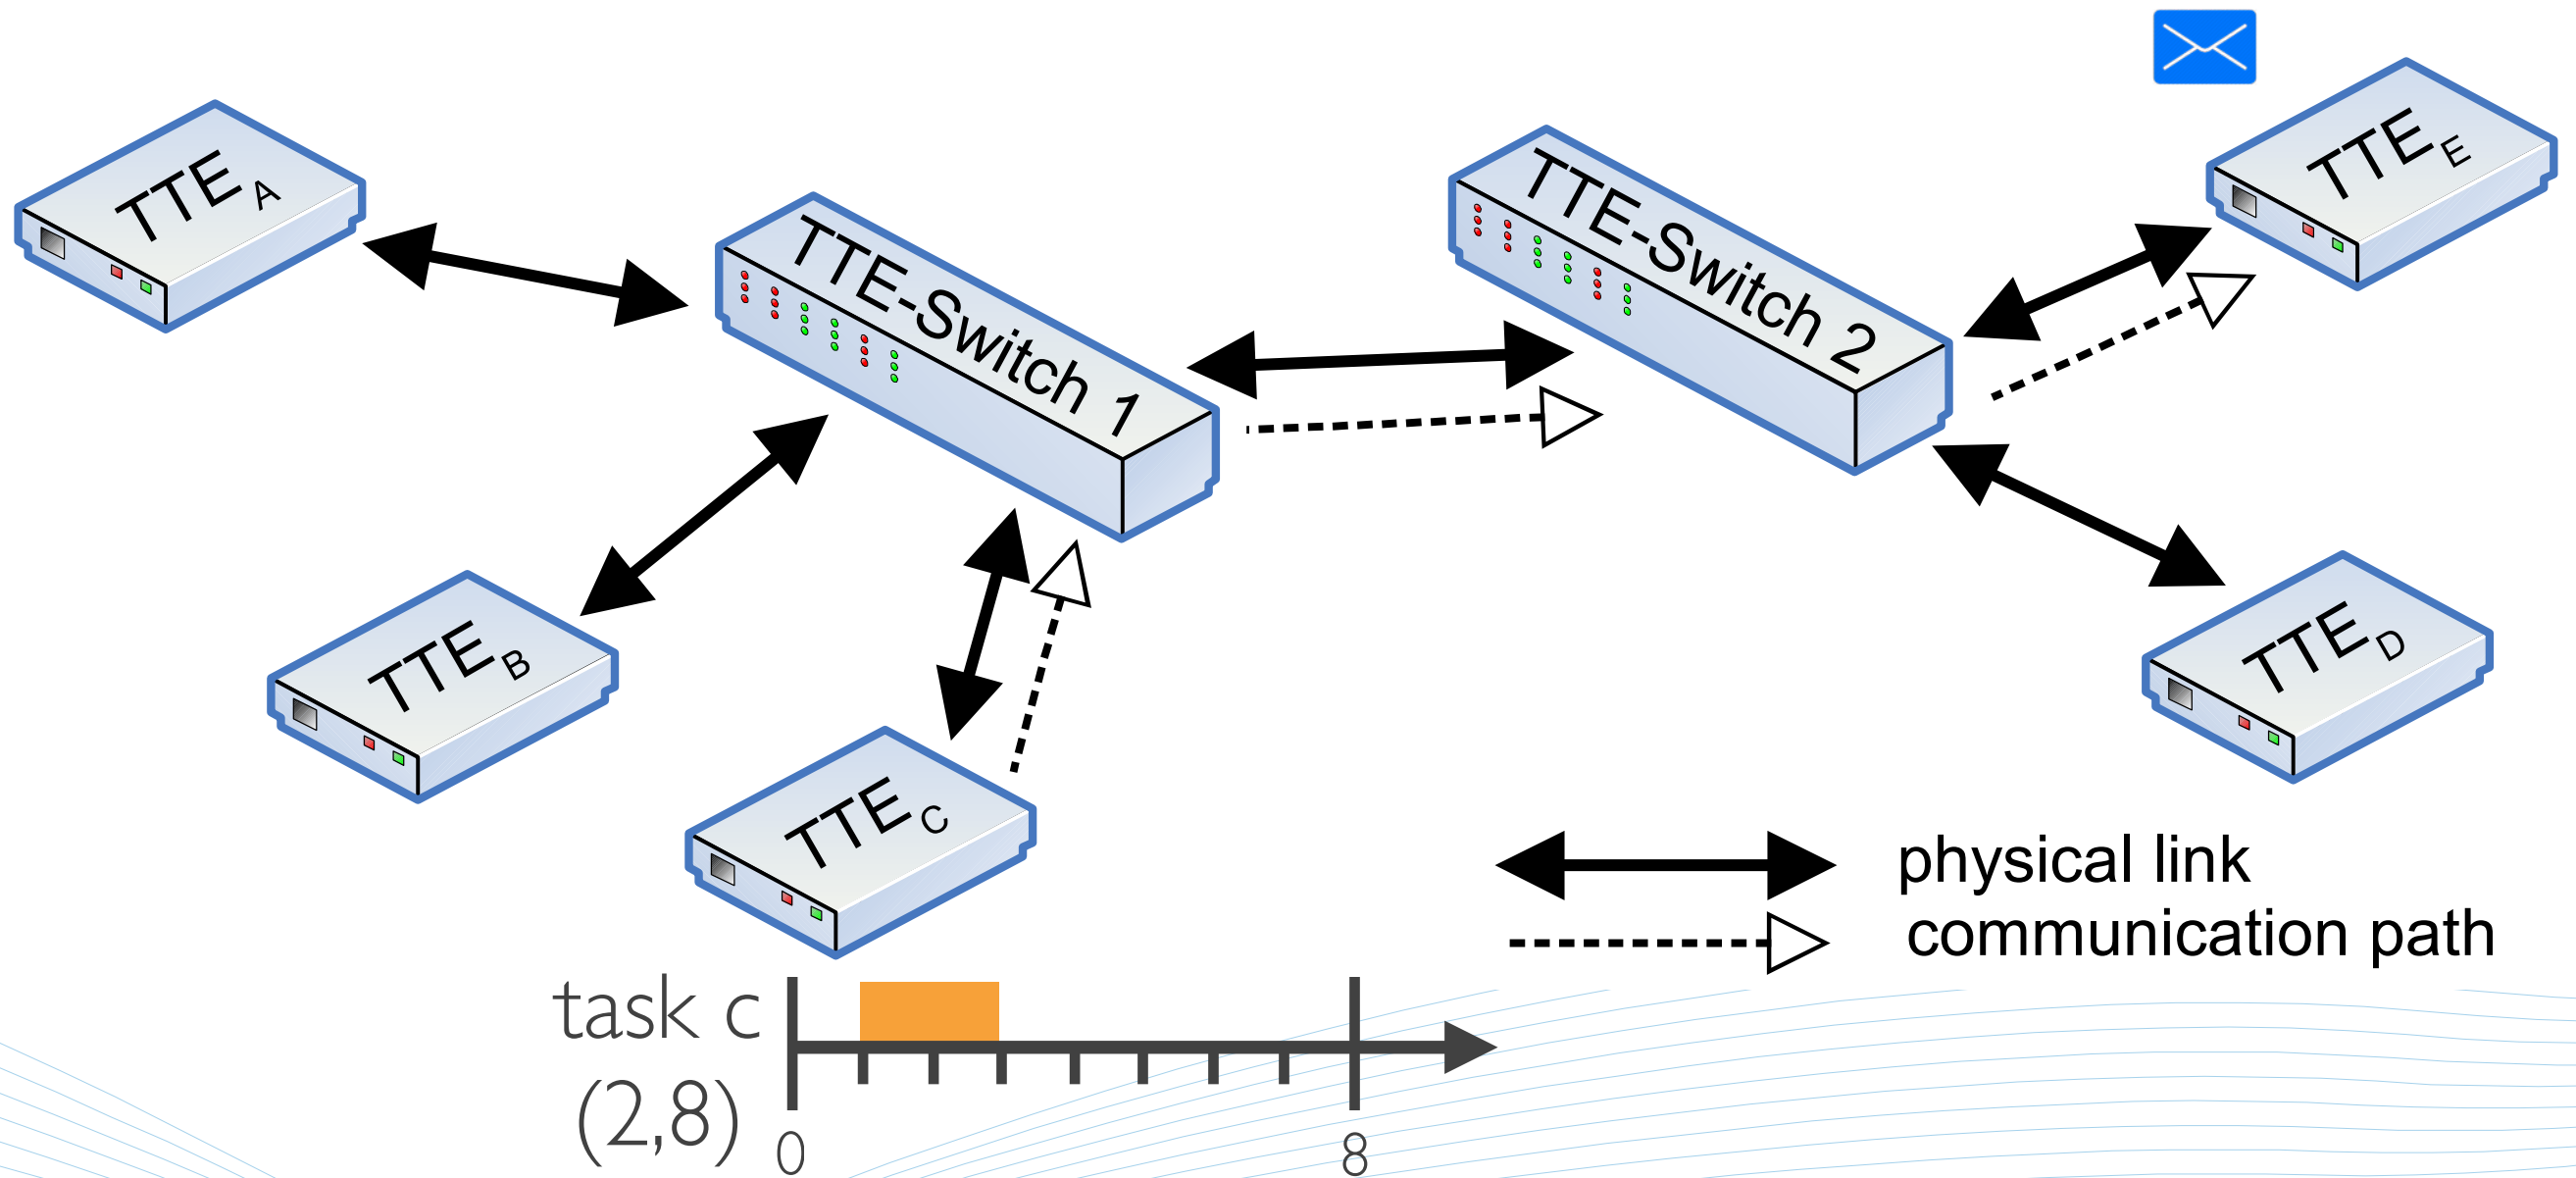 TTE A
TTE-Switch 1
TTE-Switch 2
TTE E
TTE B
TTE C
TTE D
physical link
communication path
task c
(2,8)
0
8